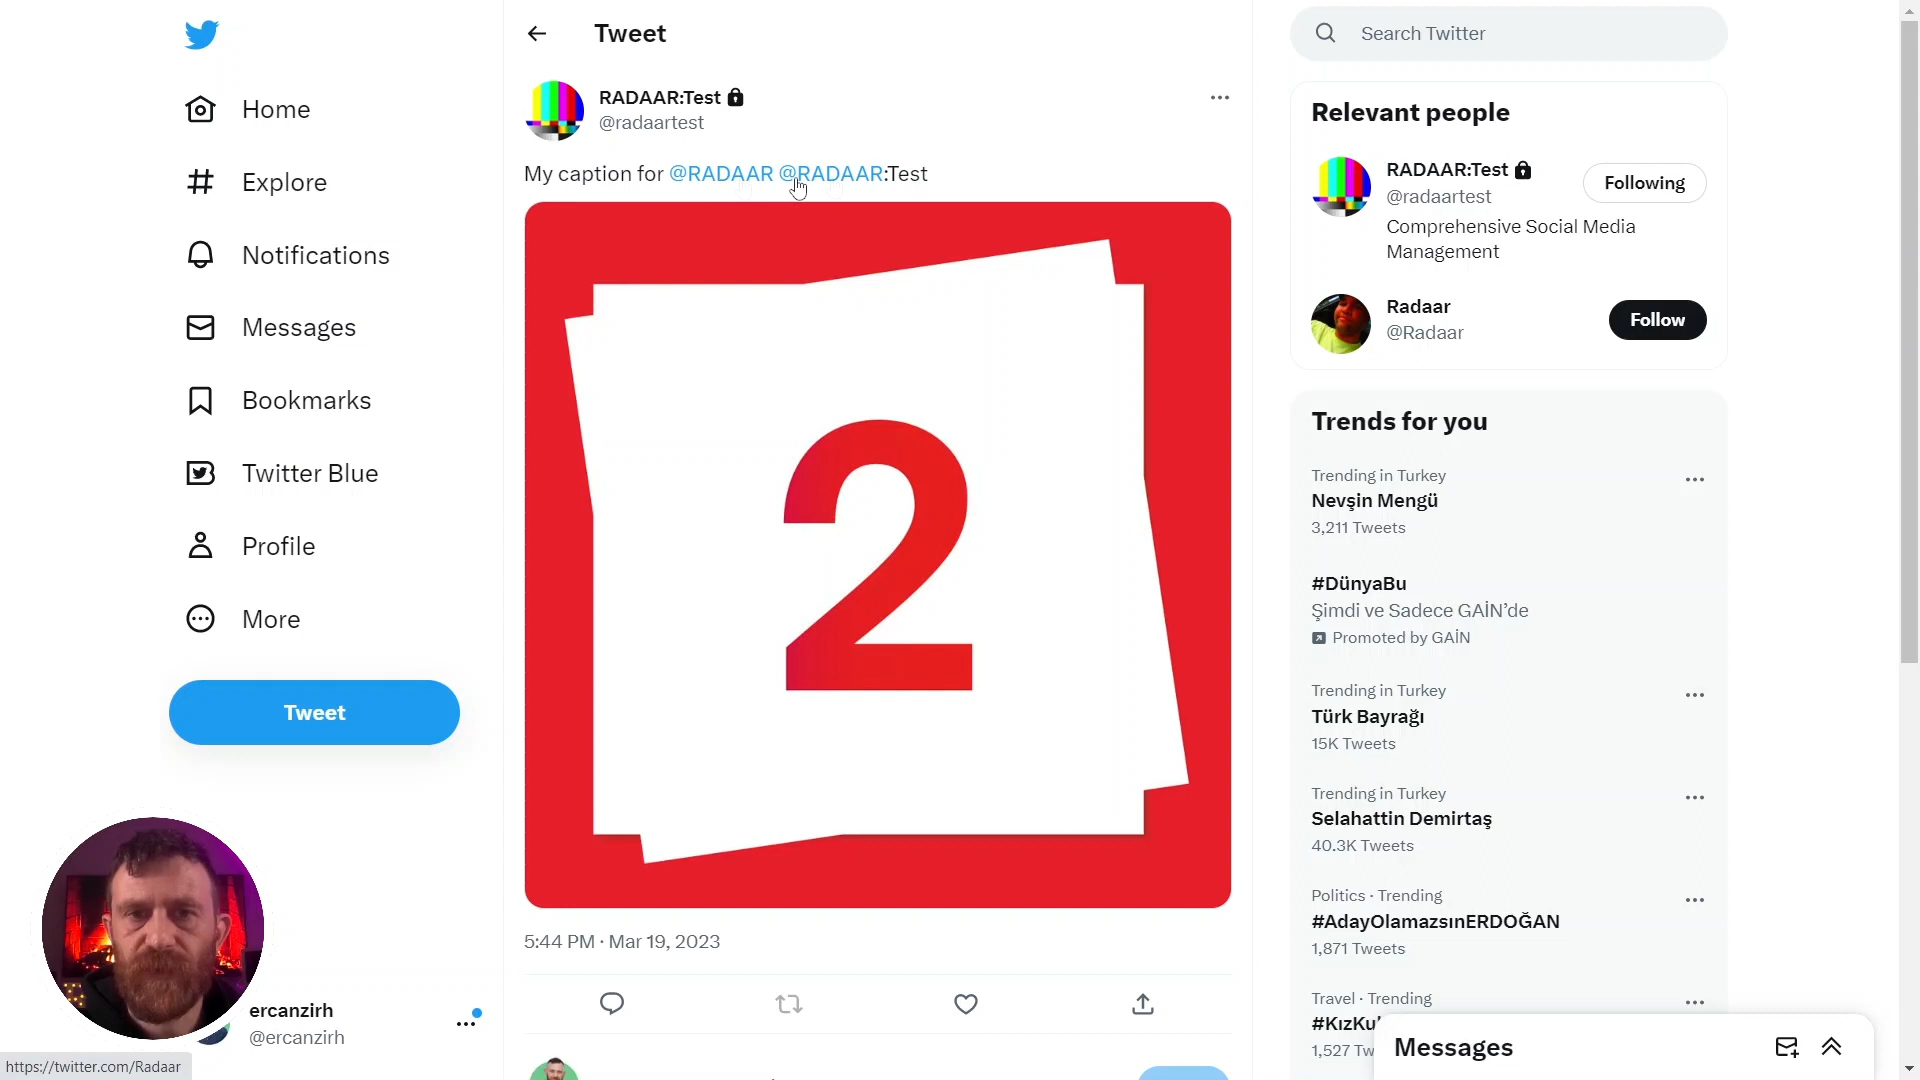 Home
Explore
Notifications
Messages
Bookmarks
Twitter Blue
Profile
More
Tweet
ercanzirh
@ercanzirh
https://twitter.com/Radaar
Tweet
RADAAR:Test
@radaartest
My caption for @RADAAR @RADAAR:Test
2
5:44 PM · Mar 19, 2023
Search Twitter
Relevant people
RADAAR:Test
@radaartest
Following
Comprehensive Social Media
Management
Radaar
@Radaar
Follow
Trends for you
Trending in Turkey
Nevşin Mengü
3,211 Tweets
#DünyaBu
Şimdi ve Sadece GAİN’de
Promoted by GAİN
Trending in Turkey
Türk Bayrağı
15K Tweets
Trending in Turkey
Selahattin Demirtaş
40.3K Tweets
Politics · Trending
#AdayOlamazsınERDOĞAN
1,871 Tweets
Travel · Trending
1,527
Messages